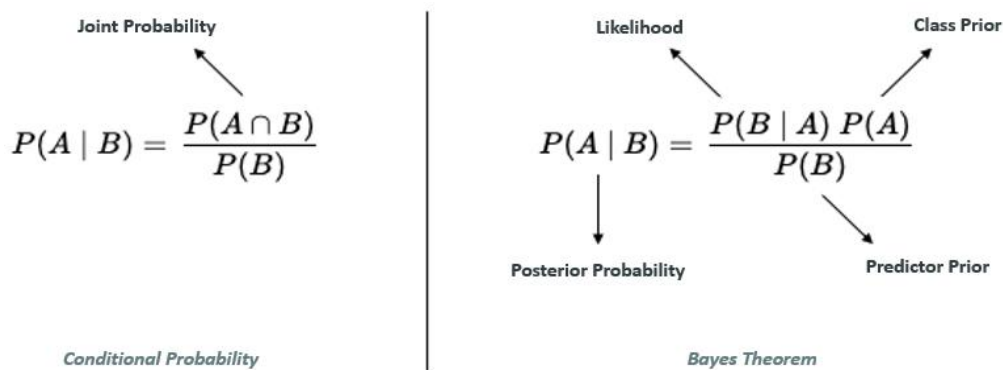 Joint Probability
P(A | B) = P(A ∩ B) / P(B)
Conditional Probability
Likelihood
Class Prior
P(A | B) = P(B | A) P(A) / P(B)
Posterior Probability
Predictor Prior
Bayes Theorem